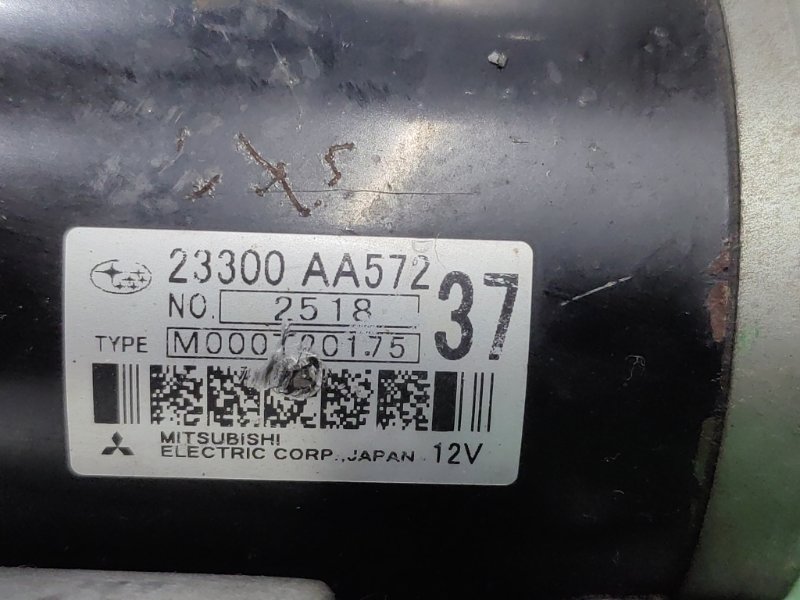 23300 AA572
37
NO. 2518
TYPE
MITSUBISHI
ELECTRIC CORP., JAPAN 12V